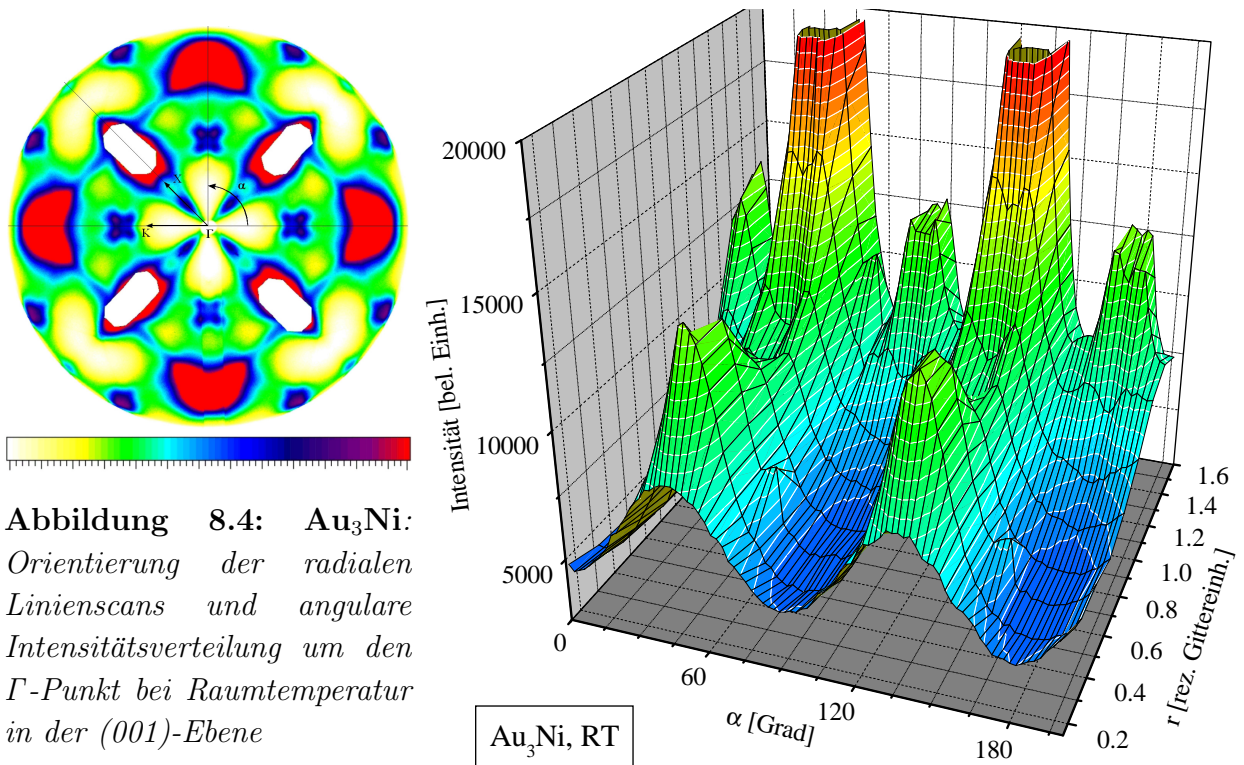 X
α
K
Γ
Abbildung 8.4: Au₃Ni:
Orientierung der radialen
Linienscans und angulare
Intensitätsverteilung um den
Γ-Punkt bei Raumtemperatur
in der (001)-Ebene
20000
15000
10000
5000
Intensität [bel. Einh.]
0
60
120
180
α [Grad]
0.2
0.4
0.6
0.8
1.0
1.2
1.4
1.6
r [rez. Gittereinh.]
Au₃Ni, RT